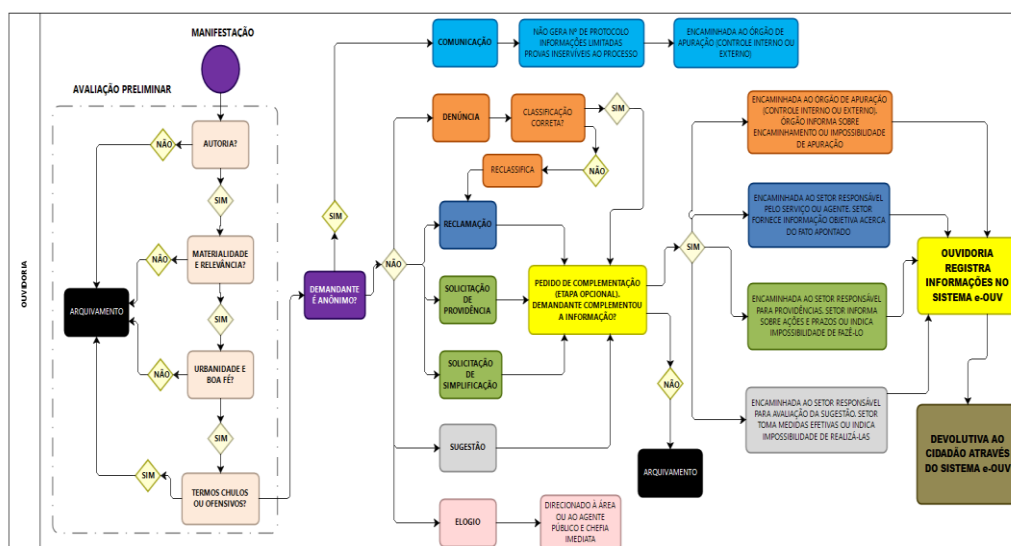 OUVIDORIA
MANIFESTAÇÃO
AVALIAÇÃO PRELIMINAR
AUTORIA?
NÃO
SIM
MATERIALIDADE E
RELEVÂNCIA?
NÃO
ARQUIVAMENTO
SIM
URBANIDADE E
BOA FÉ?
NÃO
SIM
TERMOS CHULOS
OU OFENSIVOS?
SIM
DEMANDANTE
É ANÔNIMO?
SIM
NÃO
COMUNICAÇÃO
NÃO GERA Nº DE PROTOCOLO
INFORMAÇÕES LIMITADAS
PROVAS INSERVÍVEIS AO PROCESSO
ENCAMINHADA AO ÓRGÃO DE
APURAÇÃO (CONTROLE INTERNO OU
EXTERNO)
DENÚNCIA
CLASSIFICAÇÃO
CORRETA?
SIM
NÃO
RECLASSIFICA
RECLAMAÇÃO
SOLICITAÇÃO
DE
PROVIDÊNCIA
SOLICITAÇÃO
DE
SIMPLIFICAÇÃO
SUGESTÃO
ELOGIO
DIRECIONADO À ÁREA
OU AO AGENTE
PÚBLICO E CHEFIA
IMEDIATA
PEDIDO DE COMPLEMENTAÇÃO
(ETAPA OPCIONAL).
DEMANDANTE COMPLEMENTOU
A INFORMAÇÃO?
SIM
NÃO
ARQUIVAMENTO
ENCAMINHADA AO ORGÃO DE APURAÇÃO
(CONTROLE INTERNO OU EXTERNO).
ÓRGÃO INFORMA SOBRE
ENCAMINHAMENTO OU IMPOSSIBILIDADE
DE APURAÇÃO
ENCAMINHADA AO SETOR RESPONSÁVEL
PELO SERVIÇO OU AGENTE. SETOR
FORNECE INFORMAÇÃO OBJETIVA ACERCA
DO FATO APONTADO
ENCAMINHADA AO SETOR RESPONSÁVEL
PARA PROVIDÊNCIAS. SETOR INFORMA
SOBRE AÇÕES E PRAZOS OU INDICA
IMPOSSIBILIDADE DE FAZÊ-LO
ENCAMINHADA AO SETOR RESPONSÁVEL
PARA AVALIAÇÃO DA SUGESTÃO. SETOR
TOMA MEDIDAS EFETIVAS OU INDICA
IMPOSSIBILIDADE DE REALIZÁ-LAS
OUVIDORIA
REGISTRA
INFORMAÇÕES NO
SISTEMA e-OUV
DEVOLUTIVA AO
CIDADÃO ATRAVÉS
DO SISTEMA e-OUV